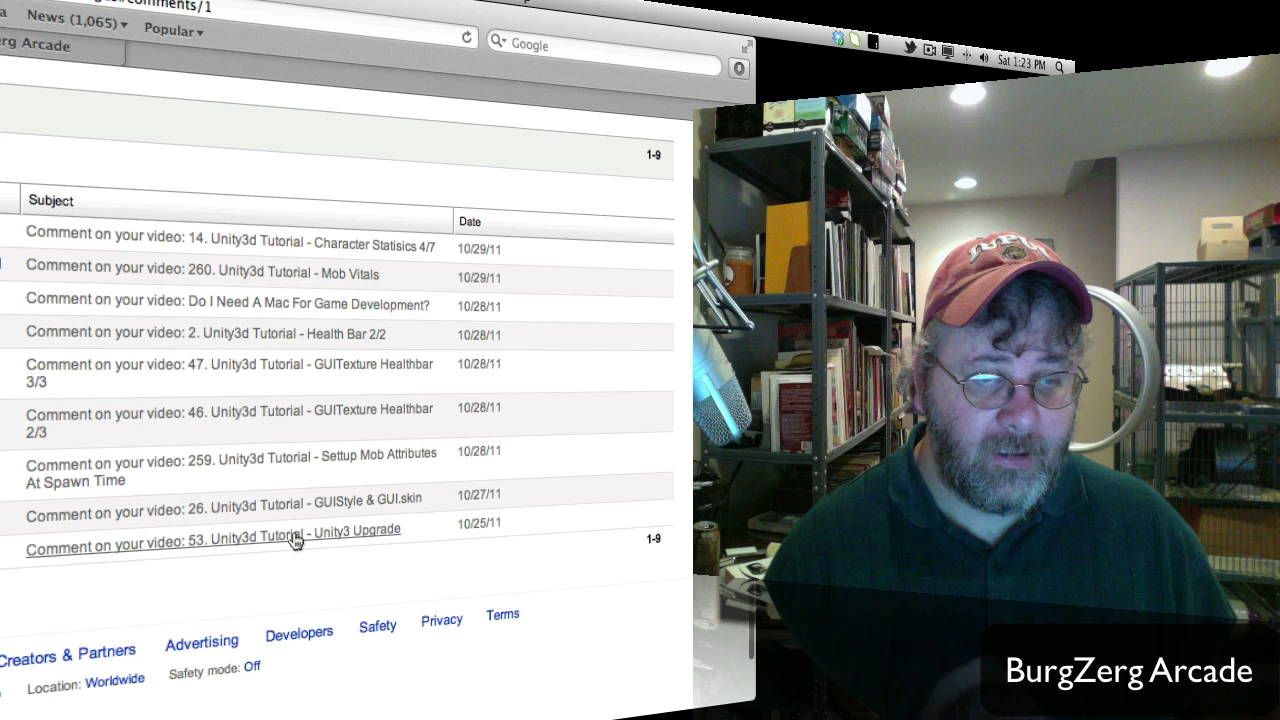 comments/1
News (1,065) ▾
Popular ▾
Google
Sat 1:23 PM
rg Arcade
1-9
Subject
Date
Comment on your video: 14. Unity3d Tutorial - Character Statisics 4/7
10/29/11
Comment on your video: 260. Unity3d Tutorial - Mob Vitals
10/29/11
Comment on your video: Do I Need A Mac For Game Development?
10/28/11
Comment on your video: 2. Unity3d Tutorial - Health Bar 2/2
10/28/11
Comment on your video: 47. Unity3d Tutorial - GUITexture Healthbar
3/3
10/28/11
Comment on your video: 46. Unity3d Tutorial - GUITexture Healthbar
2/3
10/28/11
Comment on your video: 259. Unity3d Tutorial - Settup Mob Attributes
At Spawn Time
10/28/11
Comment on your video: 26. Unity3d Tutorial - GUIStyle & GUI.skin
10/27/11
Comment on your video: 53. Unity3d Tutorial - Unity3 Upgrade
10/25/11
1-9
Creators & Partners
Advertising
Developers
Safety
Privacy
Terms
Location: Worldwide
Safety mode: Off
BurgZerg Arcade